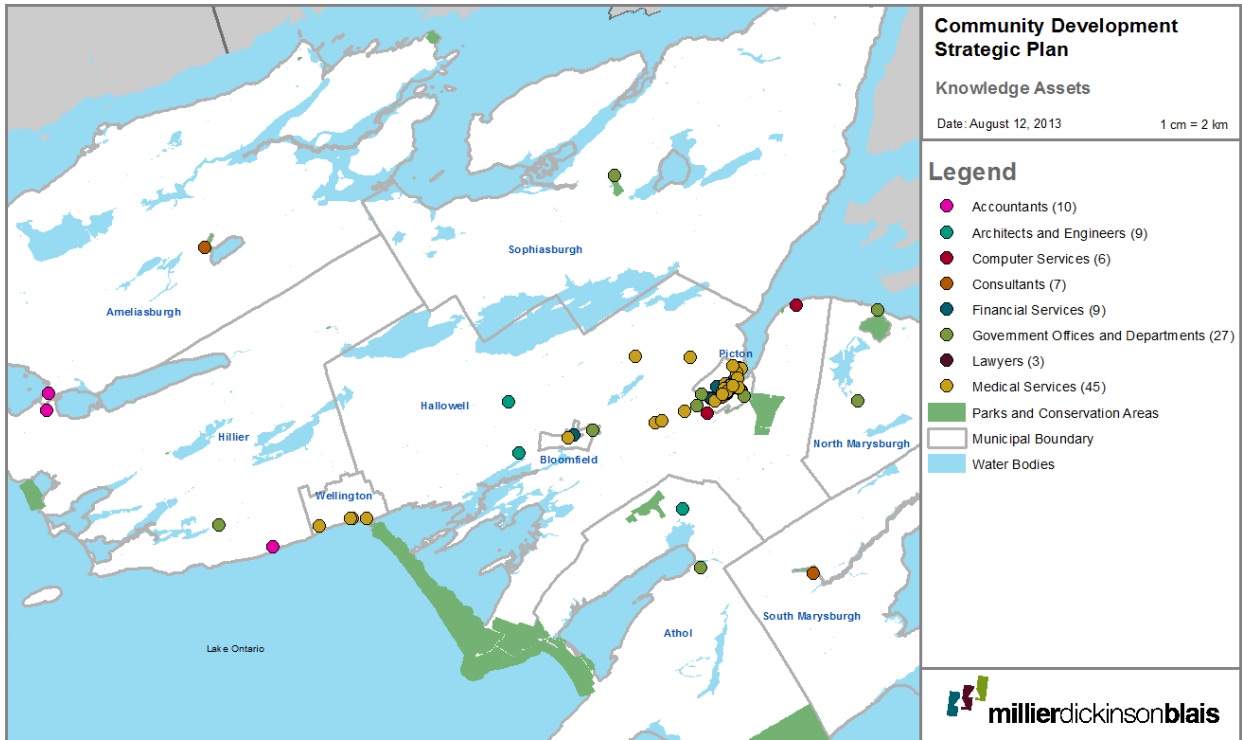 Community Development
Strategic Plan
Knowledge Assets
Date: August 12, 2013 1 cm = 2 km
Legend
Accountants (10)
Architects and Engineers (9)
Computer Services (6)
Consultants (7)
Financial Services (9)
Government Offices and Departments (27)
Lawyers (3)
Medical Services (45)
Parks and Conservation Areas
Municipal Boundary
Water Bodies
millierdickinsonblais
Sophiasburgh
Ameliasburgh
Picton
Hallowell
Hillier
North Marysburgh
Bloomfield
Wellington
South Marysburgh
Athol
Lake Ontario